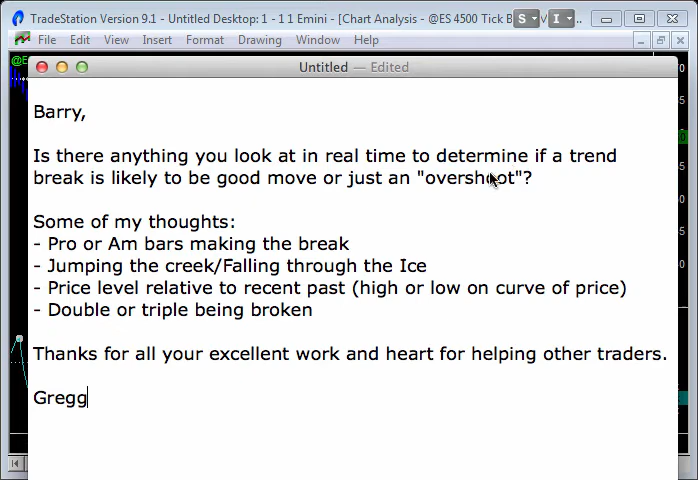 TradeStation Version 9.1 - Untitled Desktop: 1 - 1 1 Emini - [Chart Analysis - @ES 4500 Tick B
S
I
File Edit View Insert Format Drawing Window Help
Untitled — Edited
Barry,
Is there anything you look at in real time to determine if a trend
break is likely to be good move or just an "overshoot"?
Some of my thoughts:
- Pro or Am bars making the break
- Jumping the creek/Falling through the Ice
- Price level relative to recent past (high or low on curve of price)
- Double or triple being broken
Thanks for all your excellent work and heart for helping other traders.
Gregg